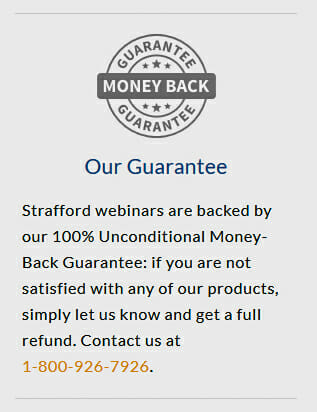 GUARANTEE
MONEY BACK
GUARANTEE
Our Guarantee
Strafford webinars are backed by
our 100% Unconditional Money-
Back Guarantee: if you are not
satisfied with any of our products,
simply let us know and get a full
refund. Contact us at
1-800-926-7926.